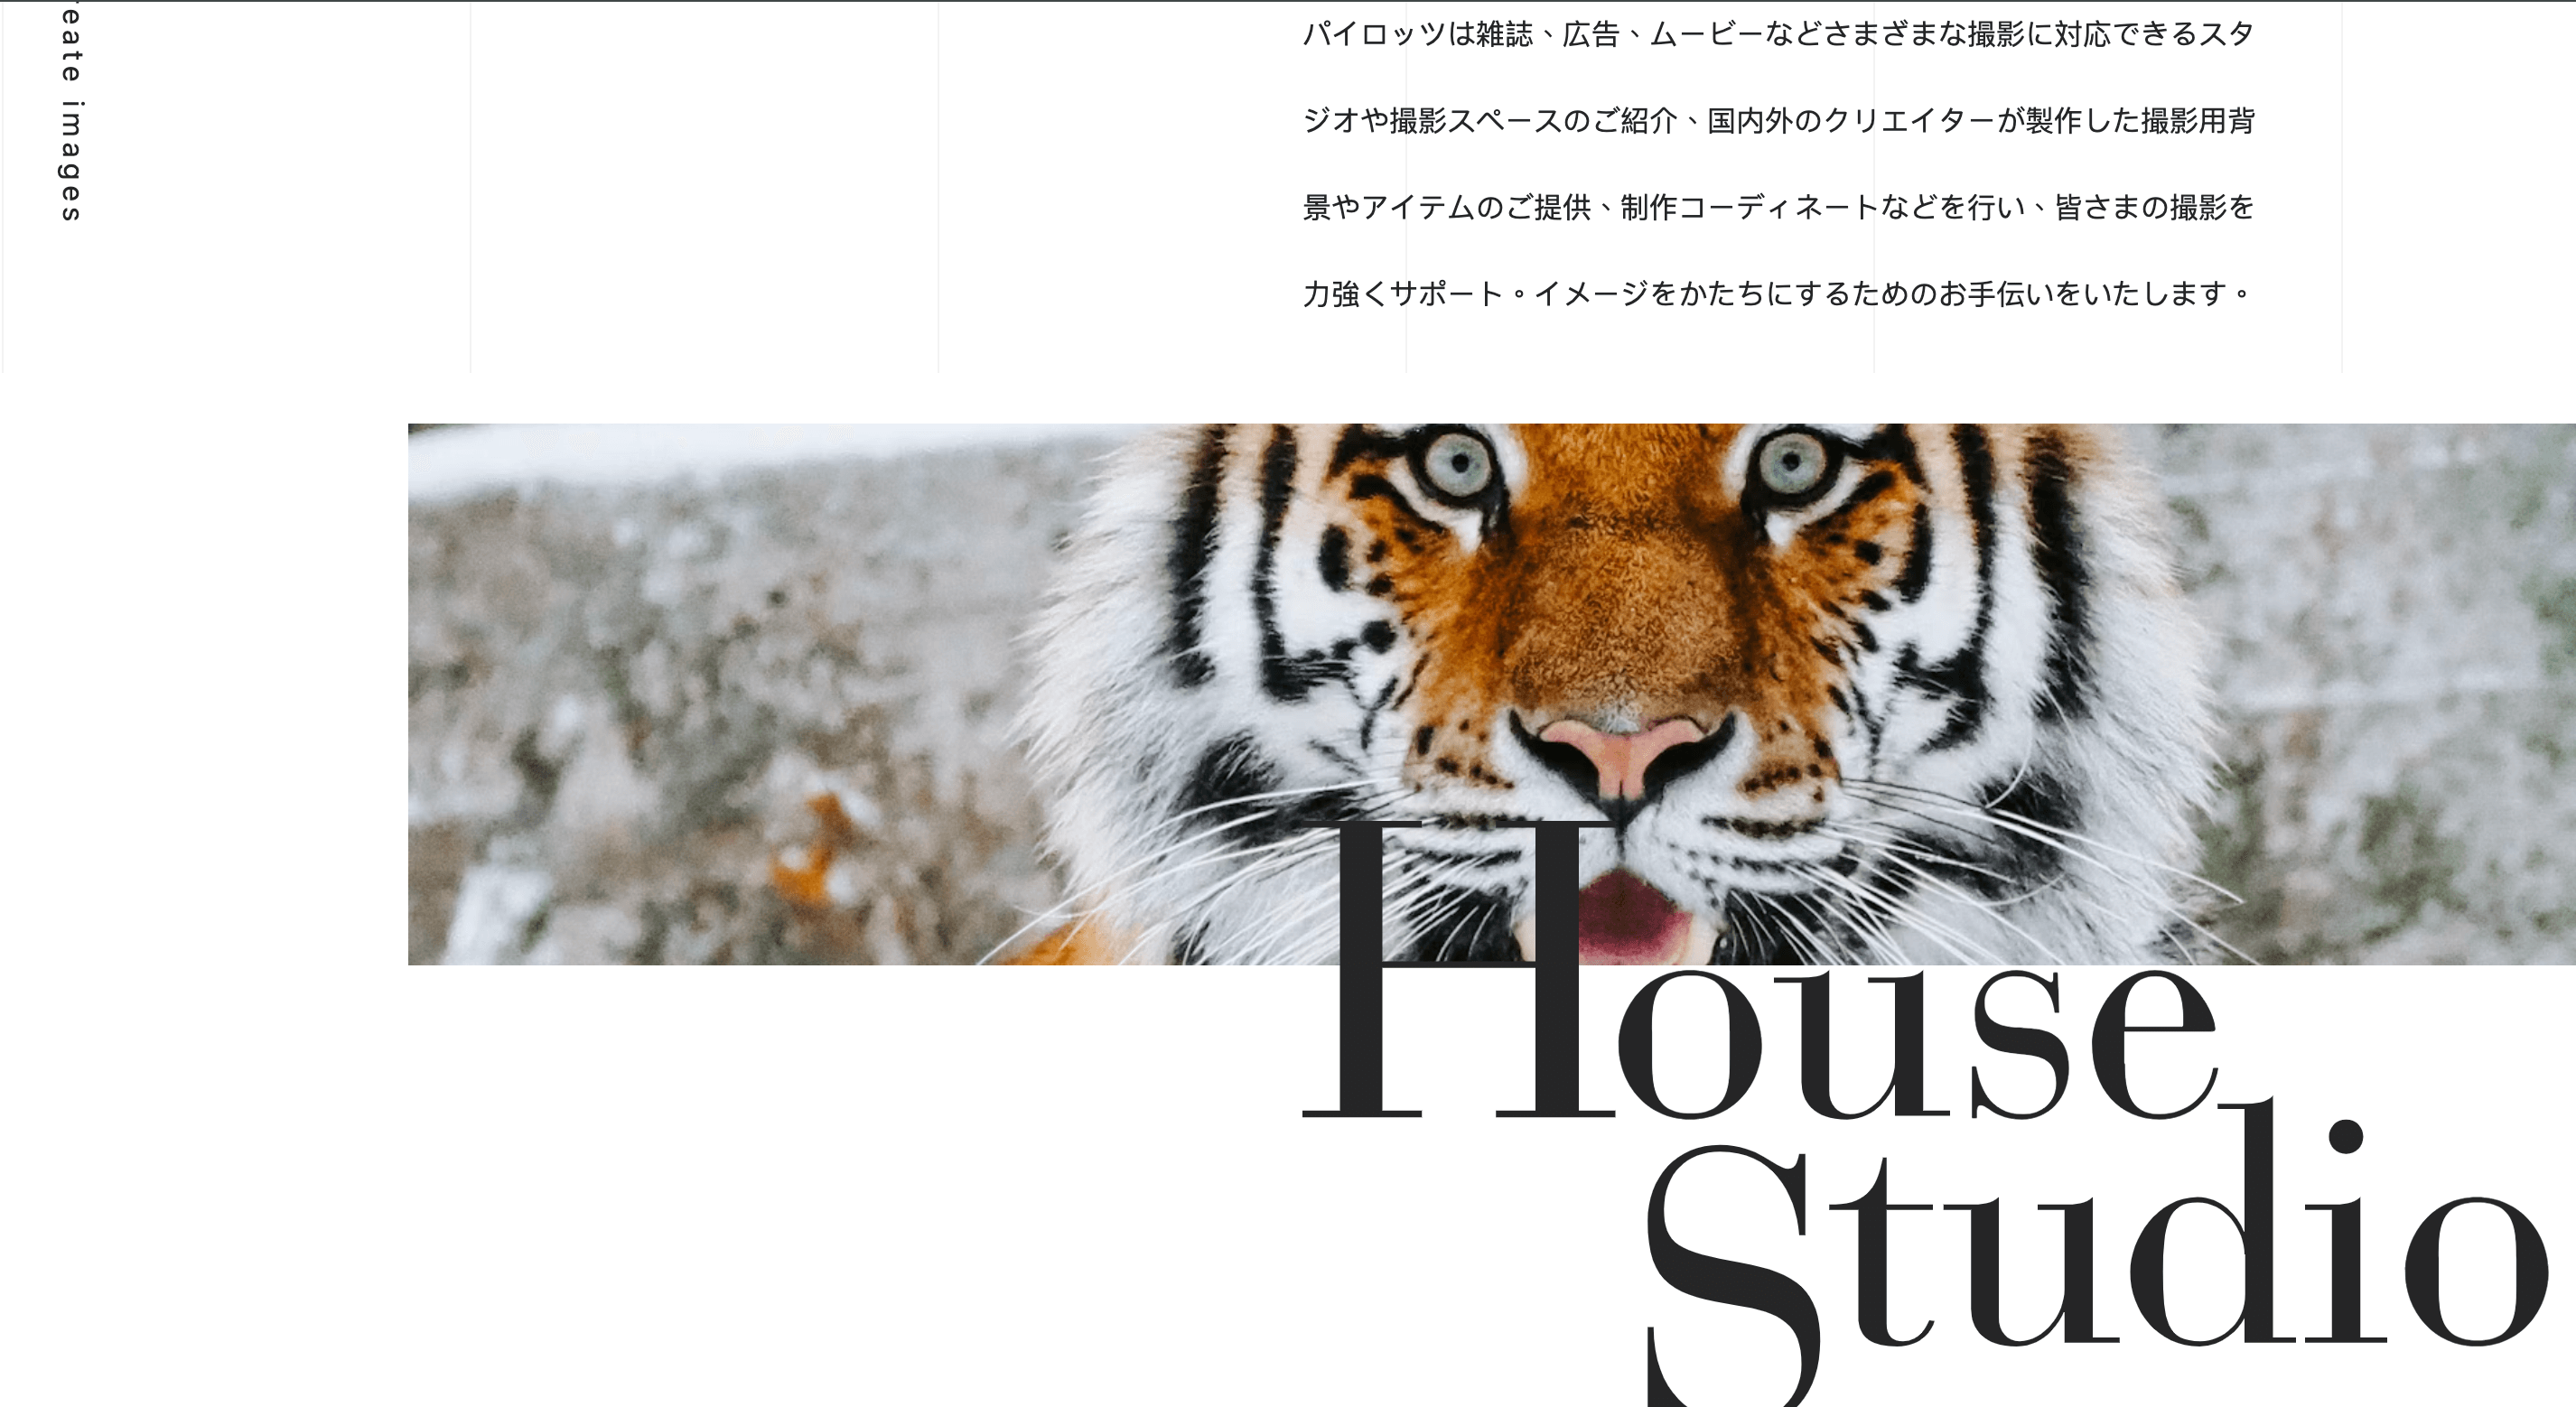 eate images
パイロッツは雑誌、広告、ムービーなどさまざまな撮影に対応できるスタ
ジオや撮影スペースのご紹介、国内外のクリエイターが製作した撮影用背
景やアイテムのご提供、制作コーディネートなどを行い、皆さまの撮影を
力強くサポート。イメージをかたちにするためのお手伝いをいたします。
House
Studio